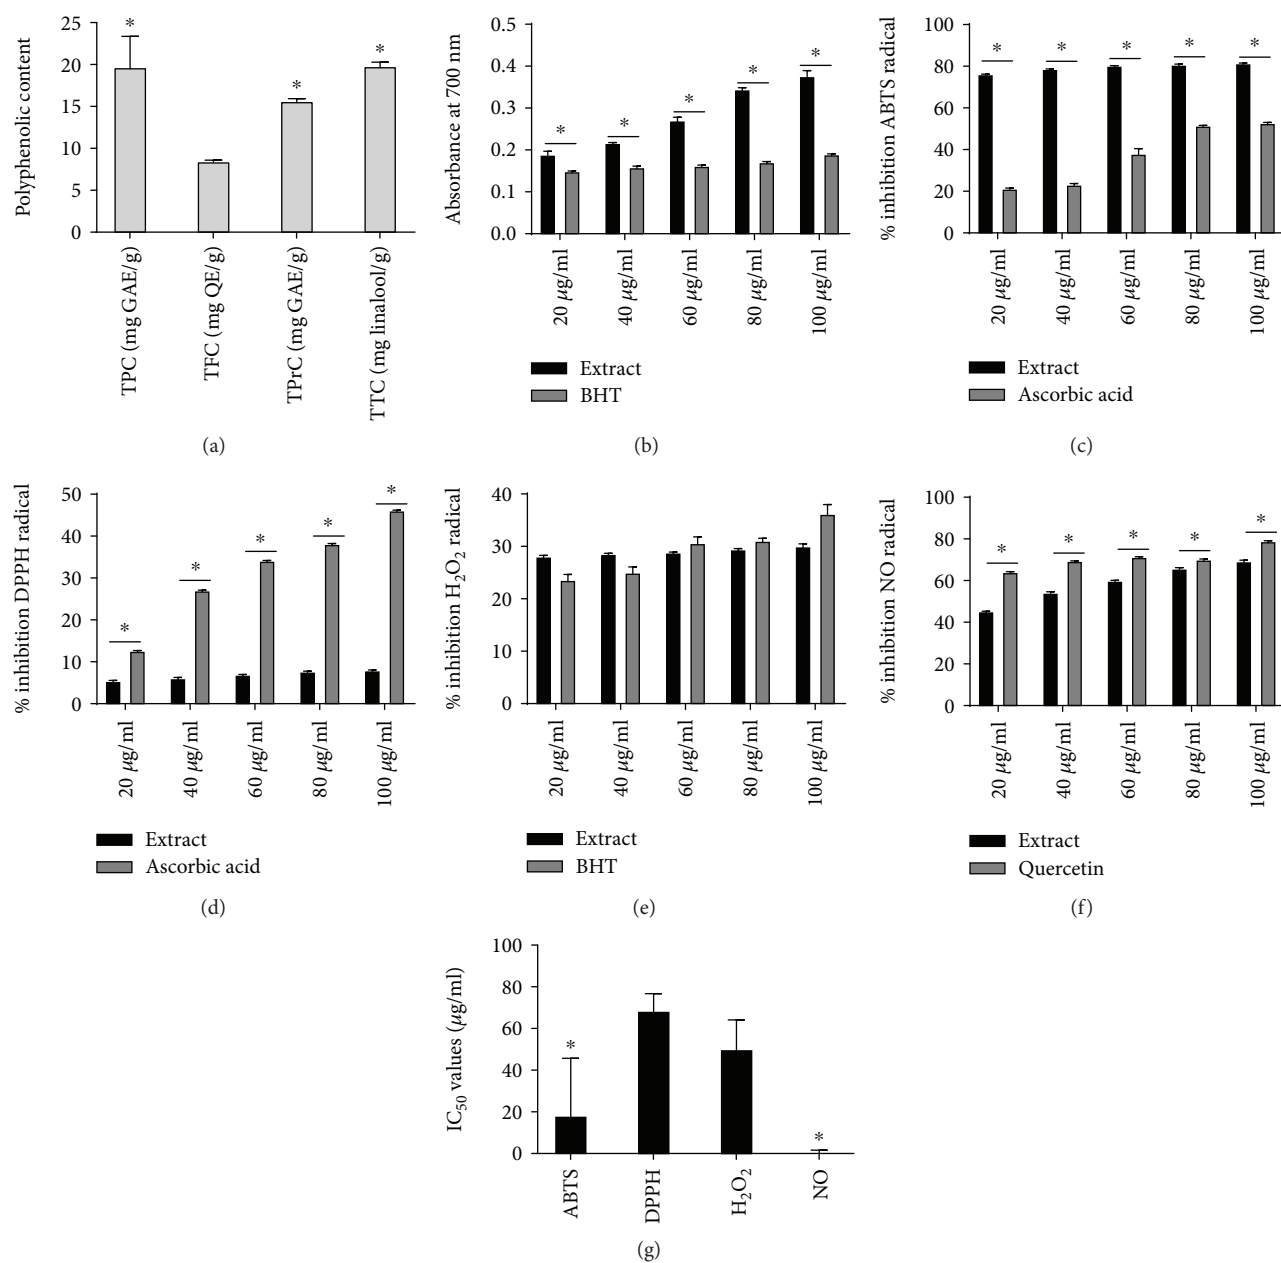 Polyphenolic content
25
20
15
10
5
0
*
*
*
TPC (mg GAE/g)
TFC (mg QE/g)
TPrC (mg GAE/g)
TTC (mg linalool/g)
(a)
Absorbance at 700 nm
0.5
0.4
0.3
0.2
0.1
0.0
* * * * *
20 µg/ml
40 µg/ml
60 µg/ml
80 µg/ml
100 µg/ml
Extract
BHT
(b)
% inhibition ABTS radical
100
80
60
40
20
0
* * * * *
20 µg/ml
40 µg/ml
60 µg/ml
80 µg/ml
100 µg/ml
Extract
Ascorbic acid
(c)
% inhibition DPPH radical
50
40
30
20
10
0
* * * * *
20 µg/ml
40 µg/ml
60 µg/ml
80 µg/ml
100 µg/ml
Extract
Ascorbic acid
(d)
% inhibition H₂O₂ radical
40
30
20
10
0
20 µg/ml
40 µg/ml
60 µg/ml
80 µg/ml
100 µg/ml
Extract
BHT
(e)
% inhibition NO radical
100
80
60
40
20
0
* * * * *
20 µg/ml
40 µg/ml
60 µg/ml
80 µg/ml
100 µg/ml
Extract
Quercetin
(f)
IC₅₀ values (µg/ml)
100
80
60
40
20
0
*
*
ABTS
DPPH
H₂O₂
NO
(g)